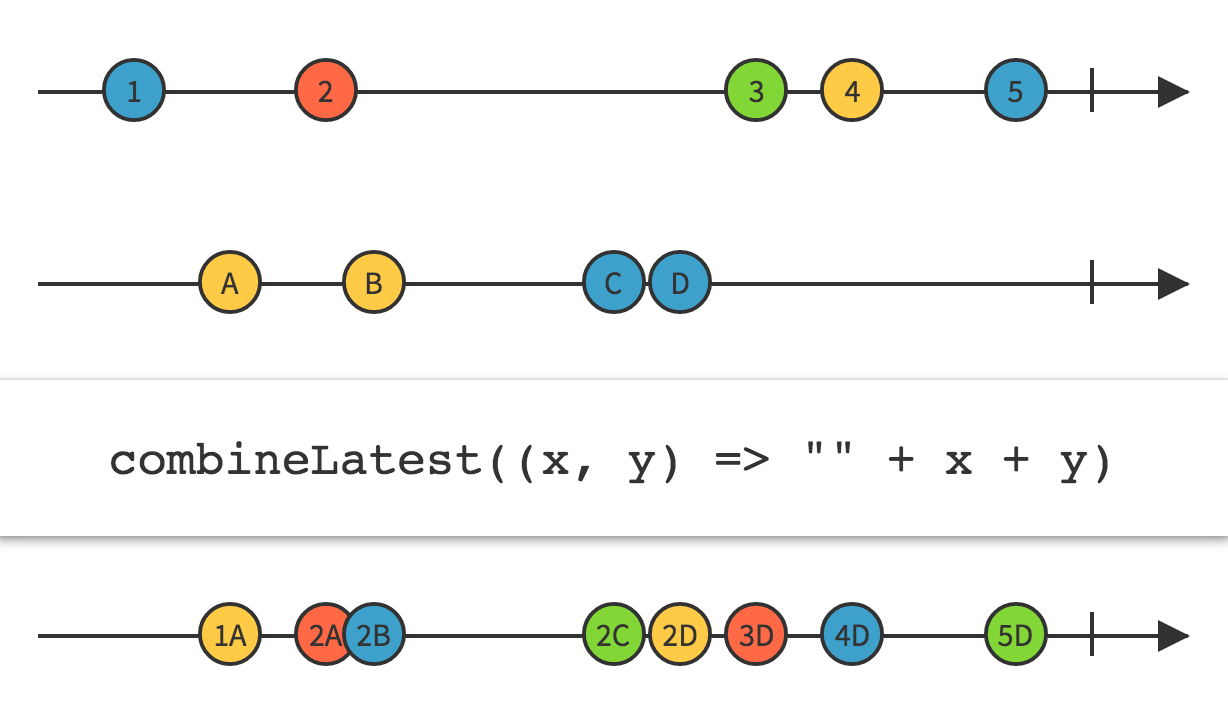 1 2 3 4 5
A B C D
combineLatest((x, y) => "" + x + y)
1A 2A 2B 2C 2D 3D 4D 5D